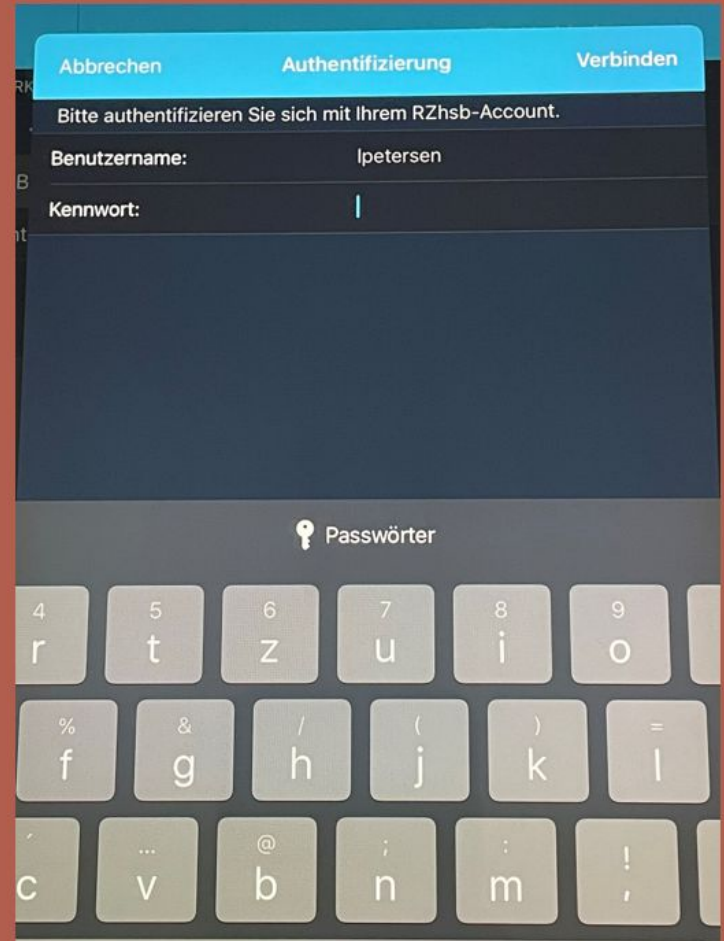 Abbrechen Authentifizierung Verbinden
Bitte authentifizieren Sie sich mit Ihrem RZhsb-Account.
Benutzername: lpetersen
Kennwort:
Passwörter
4 5 6 7 8 9
r t z u i o
% & / ( ) =
f g h j k l
... @ ; : !
c v b n m ,